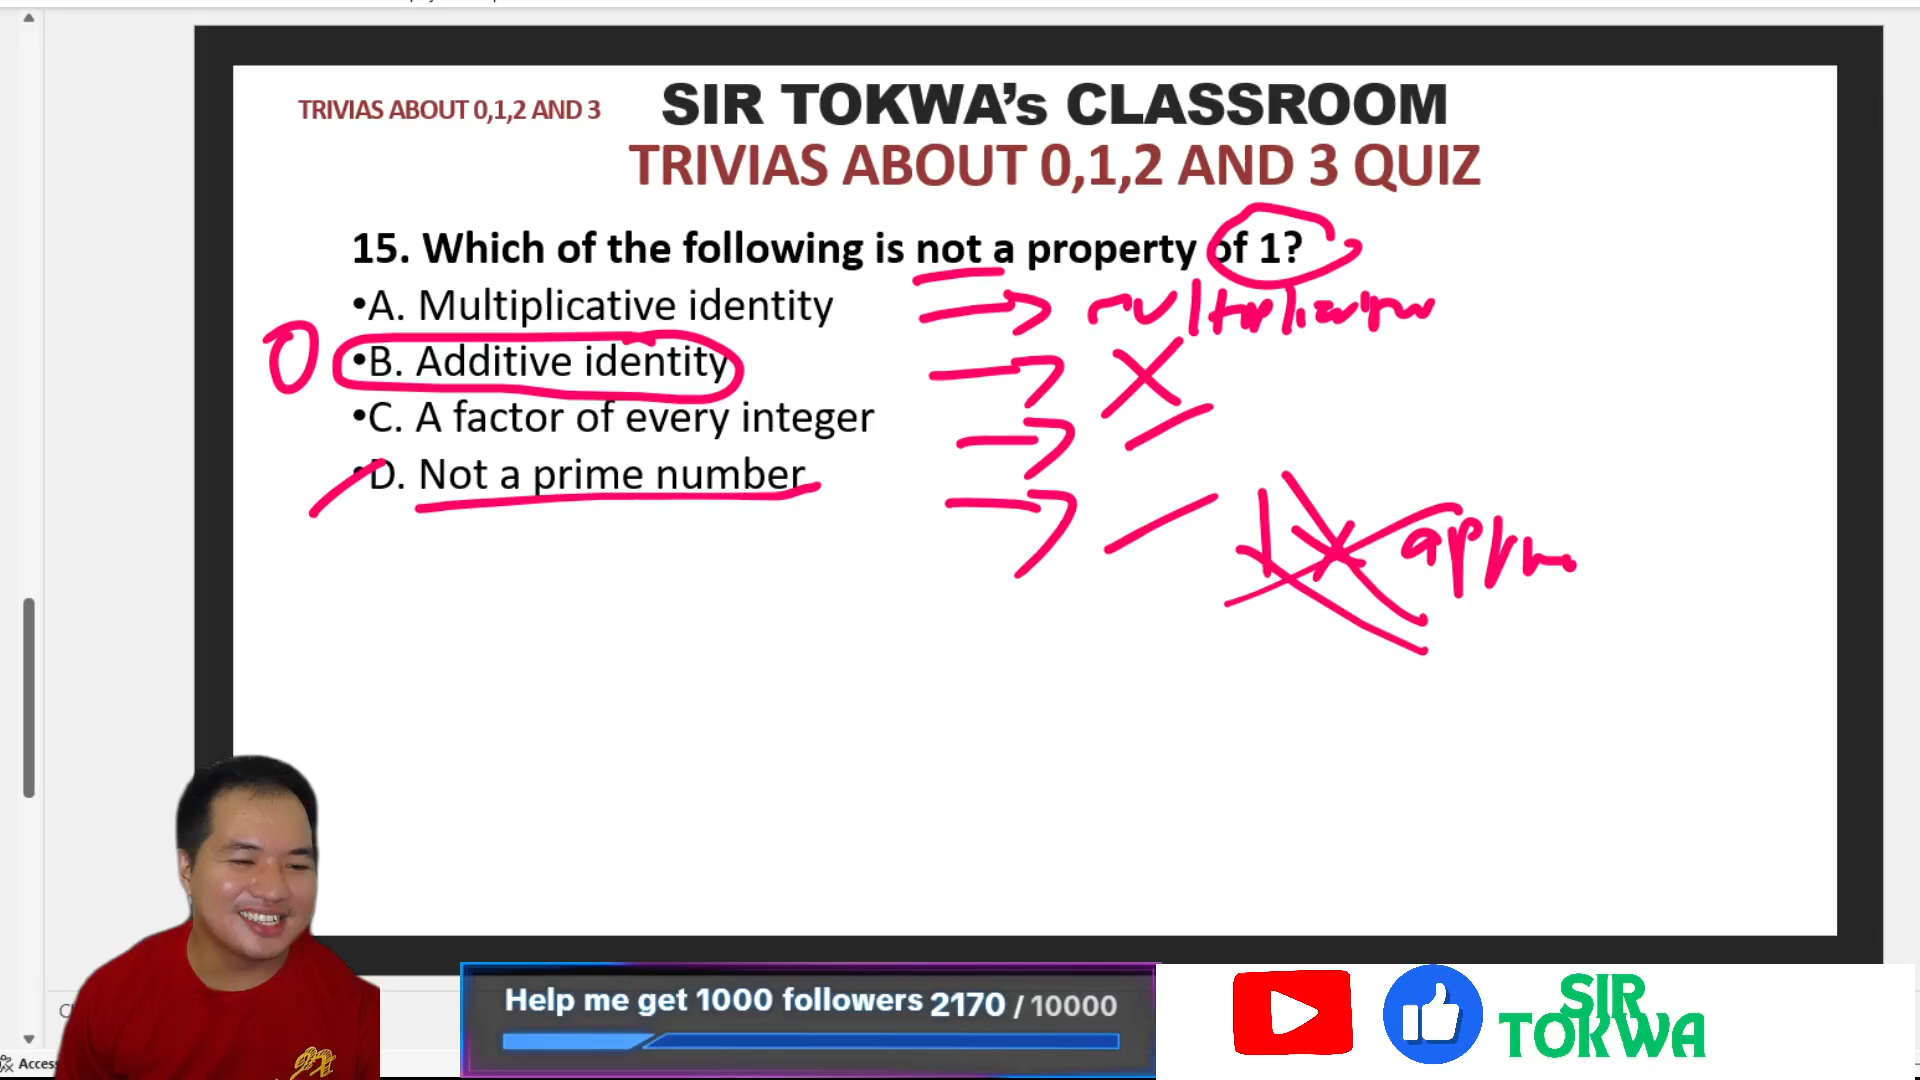 TRIVIAS ABOUT 0,1,2 AND 3
SIR TOKWA's CLASSROOM
TRIVIAS ABOUT 0,1,2 AND 3 QUIZ
15. Which of the following is not a property of 1?
•A. Multiplicative identity
0
•B. Additive identity
•C. A factor of every integer
•D. Not a prime number
Help me get 1000 followers 2170 / 10000
SIR
TOKWA
Access